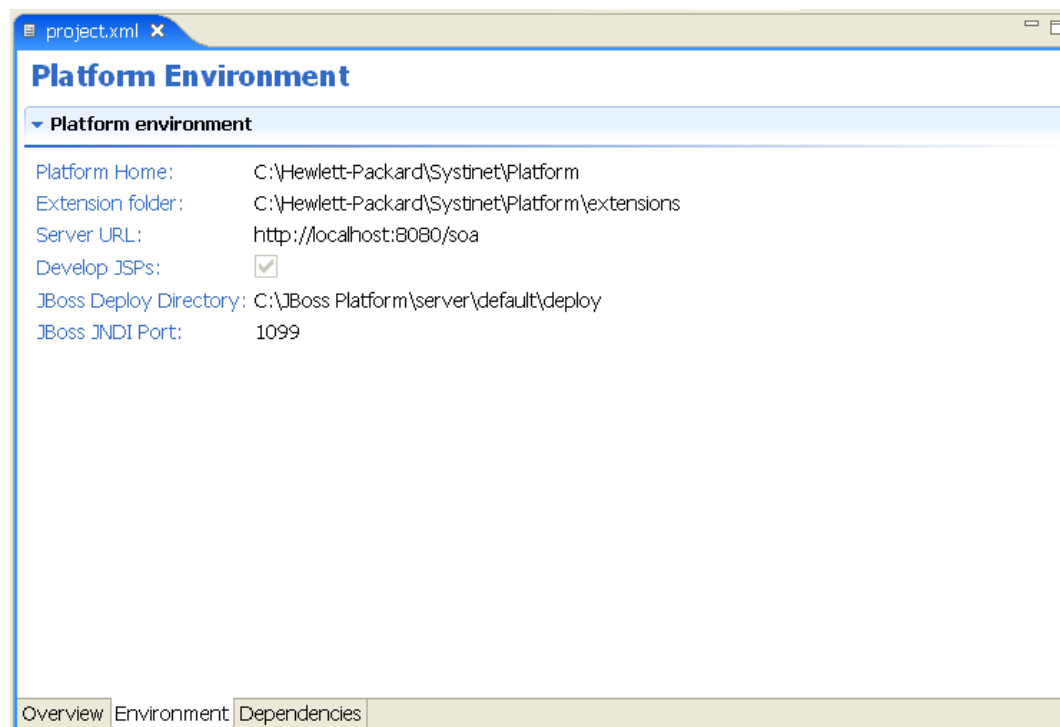 project.xml
Platform Environment
Platform environment
Platform Home: C:\Hewlett-Packard\Systinet\Platform
Extension folder: C:\Hewlett-Packard\Systinet\Platform\extensions
Server URL: http://localhost:8080/soa
Develop JSPs:
JBoss Deploy Directory: C:\JBoss Platform\server\default\deploy
JBoss JNDI Port: 1099
Overview Environment Dependencies